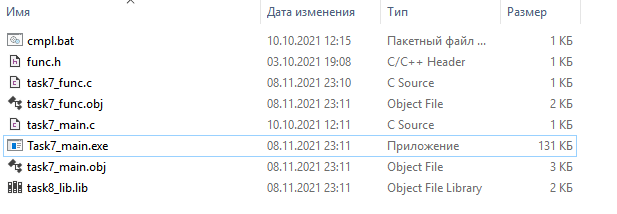 Имя Дата изменения Тип Размер
cmpl.bat 10.10.2021 12:15 Пакетный файл ... 1 КБ
func.h 03.10.2021 19:08 C/C++ Header 1 КБ
task7_func.c 08.11.2021 23:10 C Source 1 КБ
task7_func.obj 08.11.2021 23:11 Object File 2 КБ
task7_main.c 10.10.2021 12:11 C Source 1 КБ
Task7_main.exe 08.11.2021 23:11 Приложение 131 КБ
task7_main.obj 08.11.2021 23:11 Object File 3 КБ
task8_lib.lib 08.11.2021 23:11 Object File Library 2 КБ